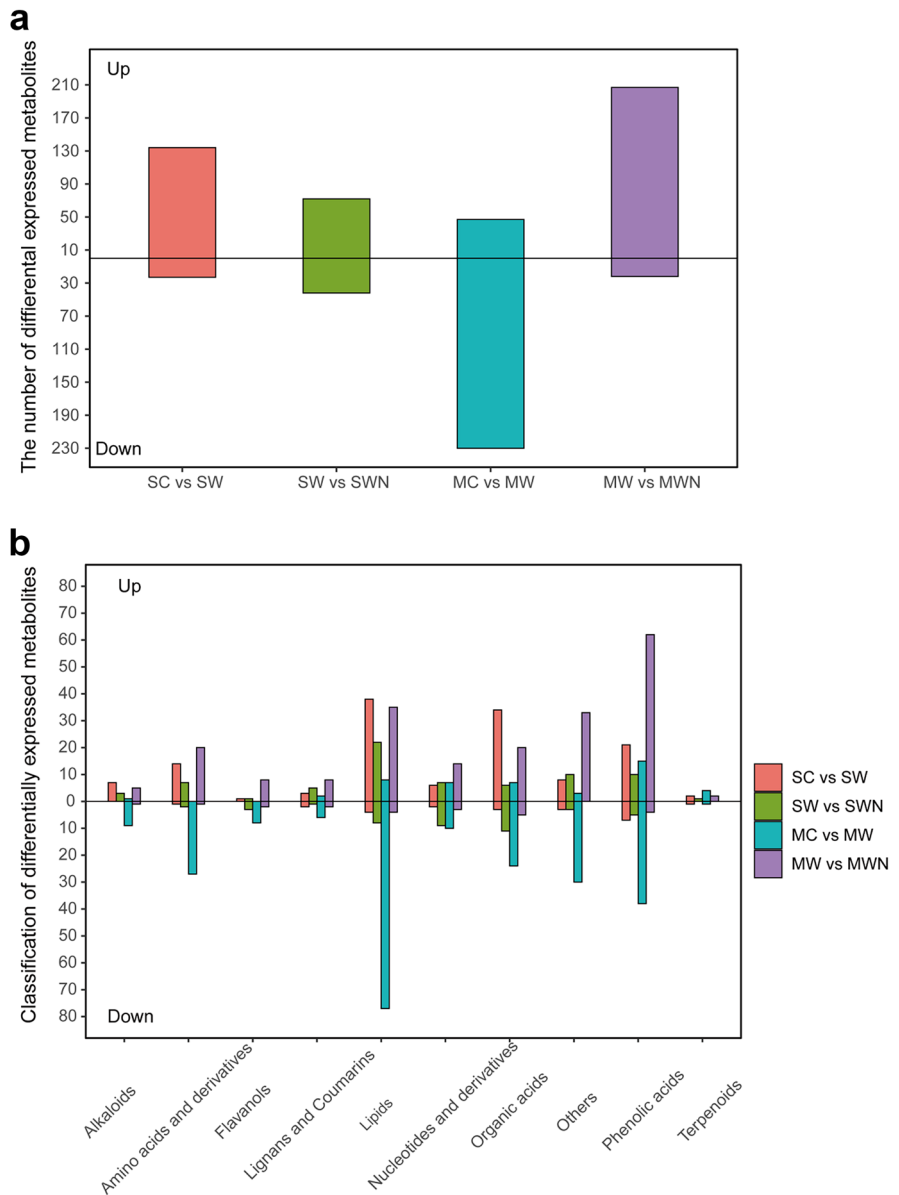 a
The number of diffierental expressed metabolites
Up
210
170
130
90
50
10
30
70
110
150
190
230
Down
SC vs SW
SW vs SWN
MC vs MW
MW vs MWN
b
Classification of differentially expressed metabolites
Up
80
70
60
50
40
30
20
10
0
10
20
30
40
50
60
70
80
Down
Alkaloids
Amino acids and derivatives
Flavanols
Lignans and Coumarins
Lipids
Nucleotides and derivatives
Organic acids
Others
Phenolic acids
Terpenoids
SC vs SW
SW vs SWN
MC vs MW
MW vs MWN